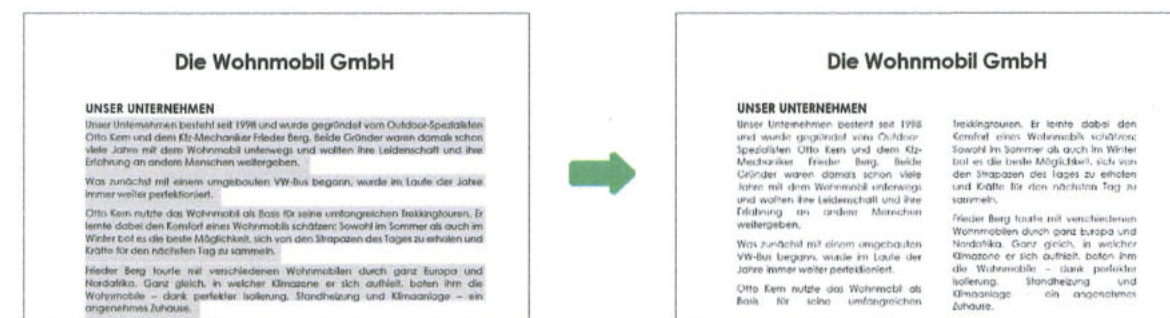 Die Wohnmobil GmbH
UNSER UNTERNEHMEN
Unser Unternehmen besteht seit 1998 und wurde gegründet vom Outdoor-Spezialisten
Otto Kern und dem Kfz-Mechaniker Frieder Berg. Beide Gründer waren damals schon
viele Jahre mit dem Wohnmobil unterwegs und wollten ihre Leidenschaft und ihre
Erfahrung an andere Menschen weitergeben.
Was zunächst mit einem umgebauten VW-Bus begann, wurde im Laufe der Jahre
immer weiter perfektioniert.
Otto Kern nutzte das Wohnmobil als Basis für seine umfangreichen Trekkingtouren. Er
lernte dabei den Komfort eines Wohnmobils schätzen: Sowohl im Sommer als auch im
Winter bot es die beste Möglichkeit, sich von den Strapazen des Tages zu erholen und
Kräfte für den nächsten Tag zu sammeln.
Frieder Berg tourte mit verschiedenen Wohnmobilen durch ganz Europa und
Nordafrika. Ganz gleich, in welcher Klimazone er sich aufhielt, boten ihm die
Wohnmobile – dank perfekter Isolierung, Standheizung und Klimaanlage – ein
angenehmes Zuhause.
Die Wohnmobil GmbH
UNSER UNTERNEHMEN
Unser Unternehmen besteht seit 1998
und wurde gegründet vom Outdoor-
Spezialisten Otto Kern und dem Kfz-
Mechaniker Frieder Berg. Beide
Gründer waren damals schon viele
Jahre mit dem Wohnmobil unterwegs
und wollten ihre Leidenschaft und ihre
Erfahrung an andere Menschen
weitergeben.
Was zunächst mit einem umgebauten
VW-Bus begann, wurde im Laufe der
Jahre immer weiter perfektioniert.
Otto Kern nutzte das Wohnmobil als
Basis für seine umfangreichen
Trekkingtouren. Er lernte dabei den
Komfort eines Wohnmobils schätzen:
Sowohl im Sommer als auch im Winter
bot es die beste Möglichkeit, sich von
den Strapazen des Tages zu erholen
und Kräfte für den nächsten Tag zu
sammeln.
Frieder Berg tourte mit verschiedenen
Wohnmobilen durch ganz Europa und
Nordafrika. Ganz gleich, in welcher
Klimazone er sich aufhielt, boten ihm
die Wohnmobile – dank perfekter
Isolierung, Standheizung und
Klimaanlage – ein angenehmes
Zuhause.